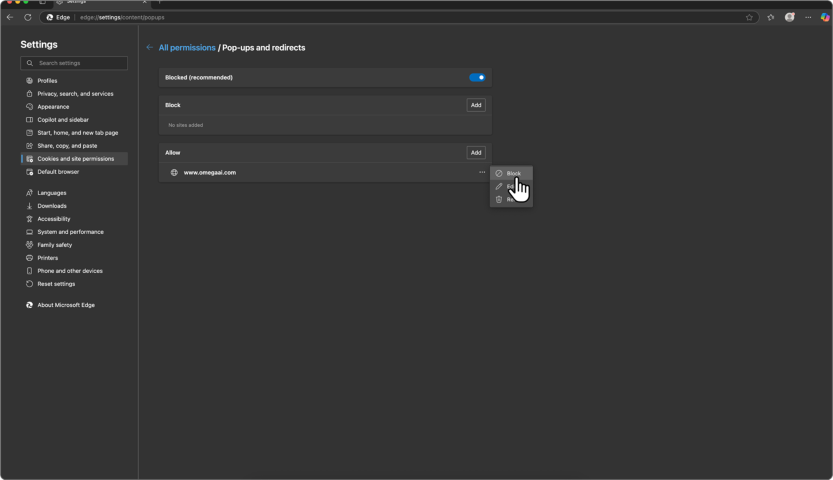 Settings
Edge | edge://settings/content/popups
Settings
Search settings
Profiles
Privacy, search, and services
Appearance
Copilot and sidebar
Start, home, and new tab page
Share, copy, and paste
Cookies and site permissions
Default browser
Languages
Downloads
Accessibility
System and performance
Family safety
Printers
Phone and other devices
Reset settings
About Microsoft Edge
All permissions / Pop-ups and redirects
Blocked (recommended)
Block
Add
No sites added
Allow
Add
www.omegaai.com
Block